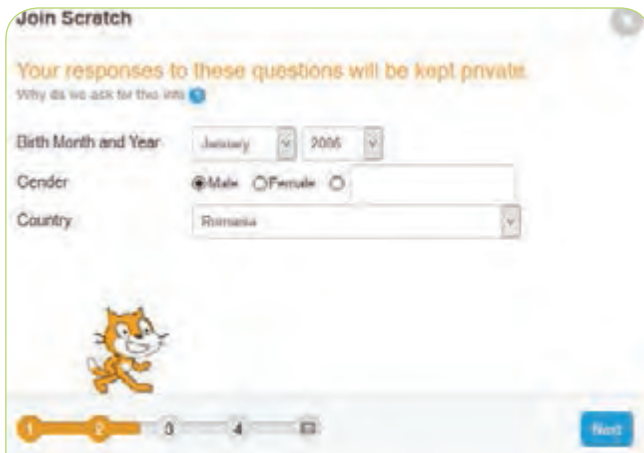 Join Scratch
Your responses to these questions will be kept private.
Why do we ask for this info ?
Birth Month and Year January 2006
Gender Male Female
Country Romania
1 2 3 4
Next